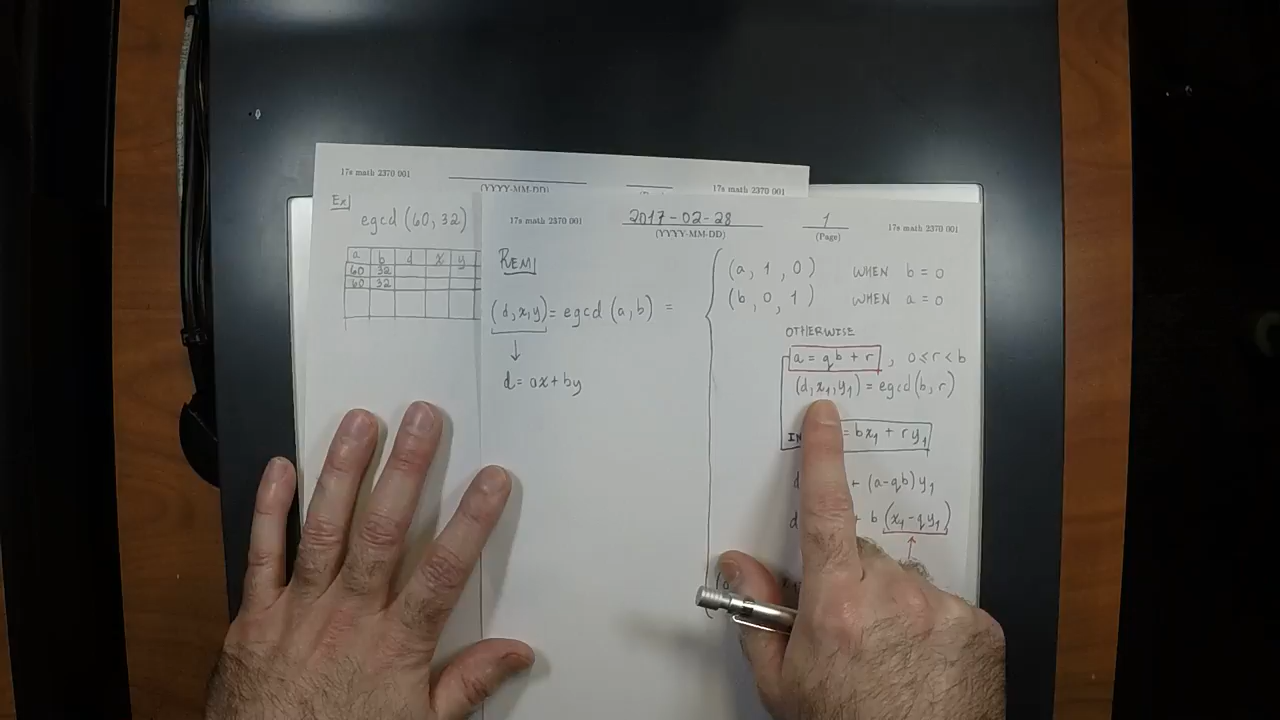 17s math 2370 001
(YYYY-MM-DD)
17s math 2370 001
Ex
egcd (60, 32)
a b d x y
60 32
60 32
17s math 2370 001
2017-02-28
(YYYY-MM-DD)
1
(Page)
17s math 2370 001
REM
(d, x, y) = egcd (a, b) =
d = ax + by
(a, 1, 0) WHEN b = 0
(b, 0, 1) WHEN a = 0
OTHERWISE
a = qb + r , 0 ≤ r < b
(d, x₁, y₁) = egcd (b, r)
= bx₁ + ry₁
d + (a-qb)y₁
d + b (x₁ - qy₁)